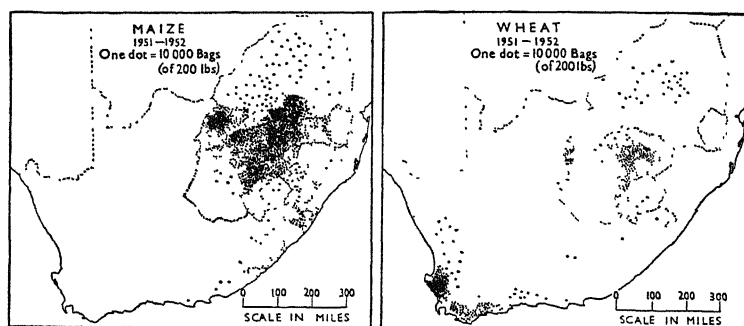 MAIZE
1951–1952
One dot = 10 000 Bags
(of 200 lbs)
0 100 200 300
SCALE IN MILES
WHEAT
1951–1952
One dot = 10 000 Bags
(of 200 lbs)
0 100 200 300
SCALE IN MILES